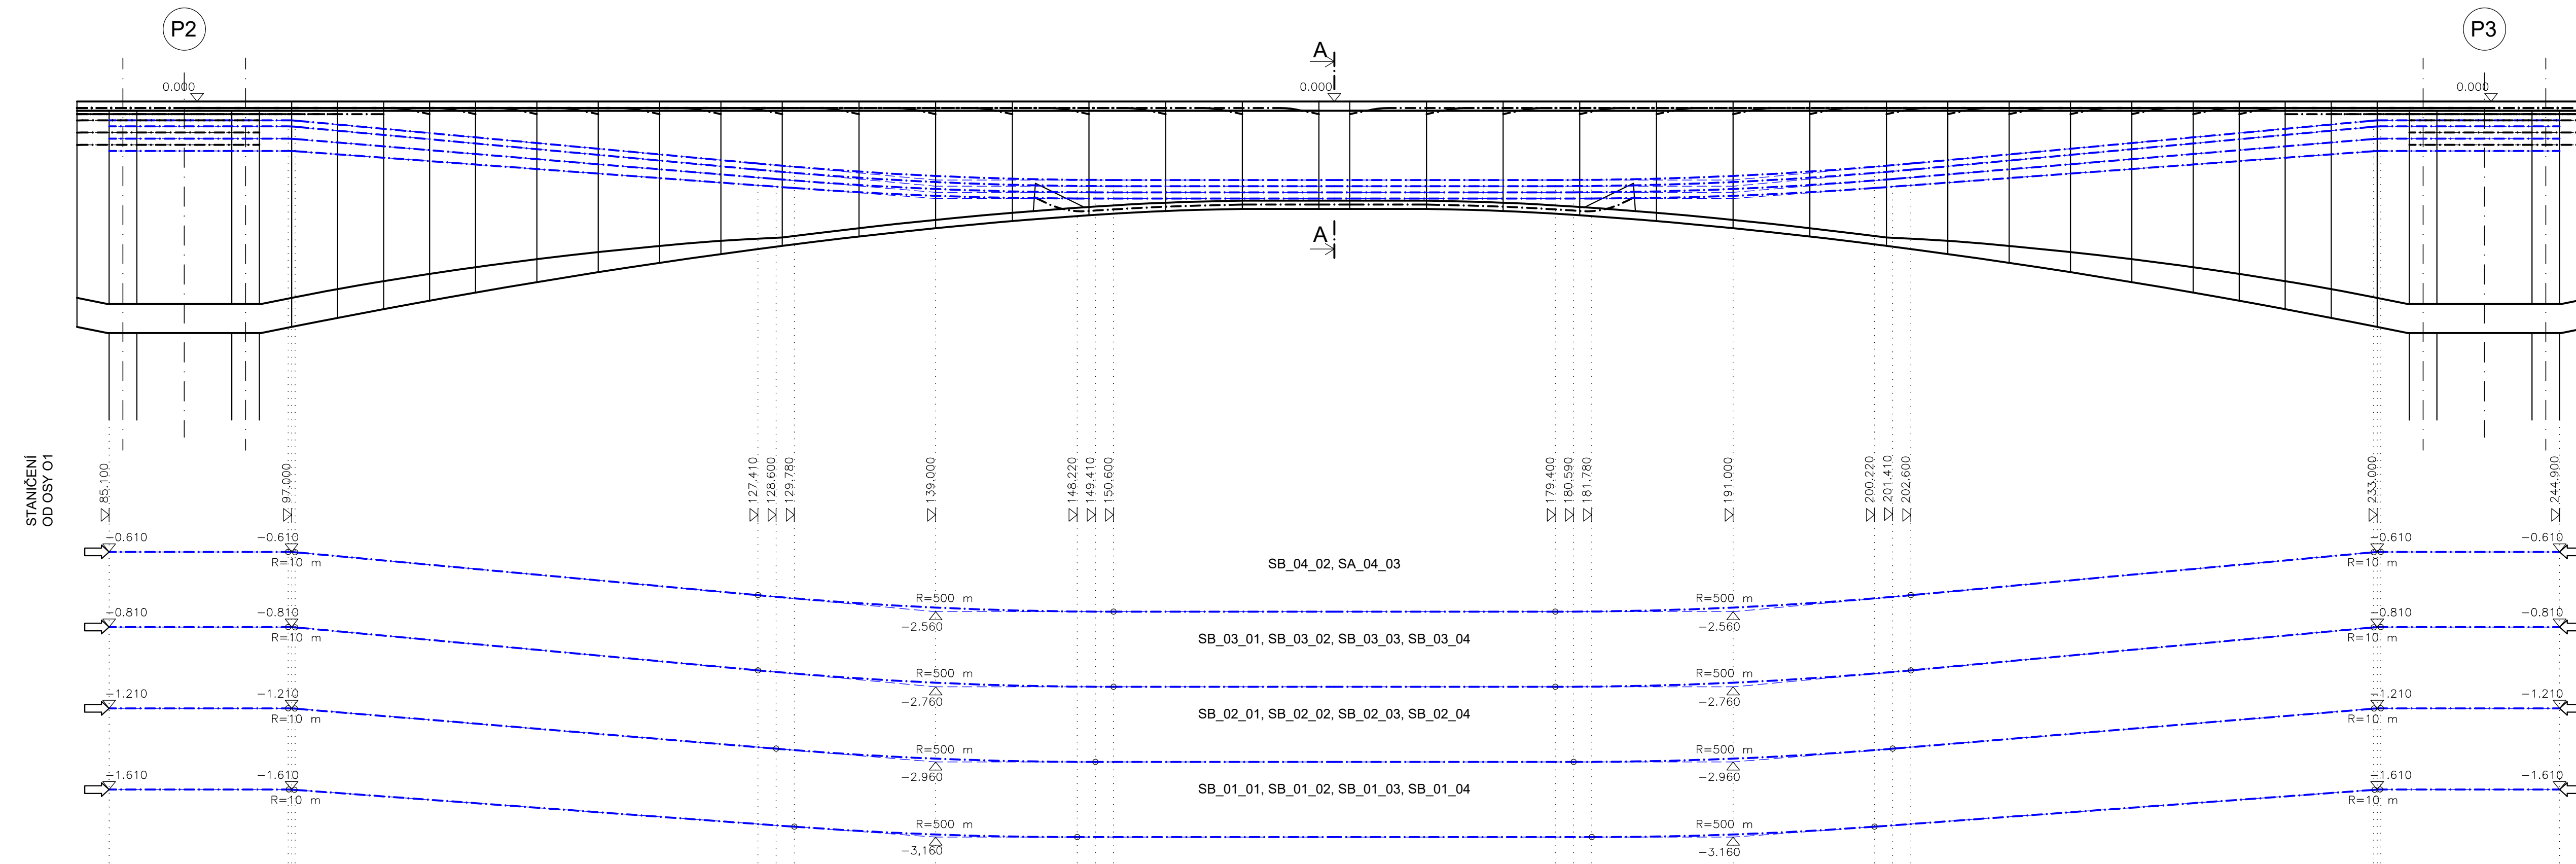 P2
P3
A
0.000
0.000
0.000
A
STANIČENÍ
OD OSY O1
85.100
97.000
127.410
128.600
129.780
139.000
148.220
149.410
150.600
179.400
180.590
181.780
191.000
200.220
201.410
202.600
233.000
244.900
-0.610
-0.610
-0.610
-0.610
R=10 m
R=10 m
SB_04_02, SA_04_03
R=500 m
R=500 m
-2.560
-2.560
-0.810
-0.810
-0.810
-0.810
R=10 m
R=10 m
SB_03_01, SB_03_02, SB_03_03, SB_03_04
R=500 m
R=500 m
-2.760
-2.760
-1.210
-1.210
-1.210
-1.210
R=10 m
R=10 m
SB_02_01, SB_02_02, SB_02_03, SB_02_04
R=500 m
R=500 m
-2.960
-2.960
-1.610
-1.610
-1.610
-1.610
R=10 m
R=10 m
SB_01_01, SB_01_02, SB_01_03, SB_01_04
R=500 m
R=500 m
-3,160
-3.160